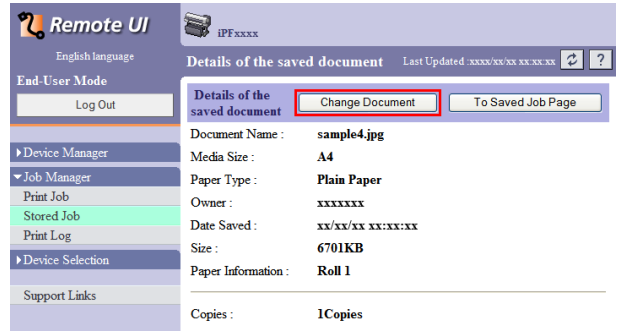 Remote UI
English language
End-User Mode
Log Out
Device Manager
Job Manager
Print Job
Stored Job
Print Log
Device Selection
Support Links
iPFxxxx
Details of the saved document Last Updated :xxxx/xx/xx xx:xx:xx ?
Details of the
saved document Change Document To Saved Job Page
Document Name : sample4.jpg
Media Size : A4
Paper Type : Plain Paper
Owner : xxxxxxx
Date Saved : xx/xx/xx xx:xx:xx
Size : 6701KB
Paper Information : Roll 1
Copies : 1Copies